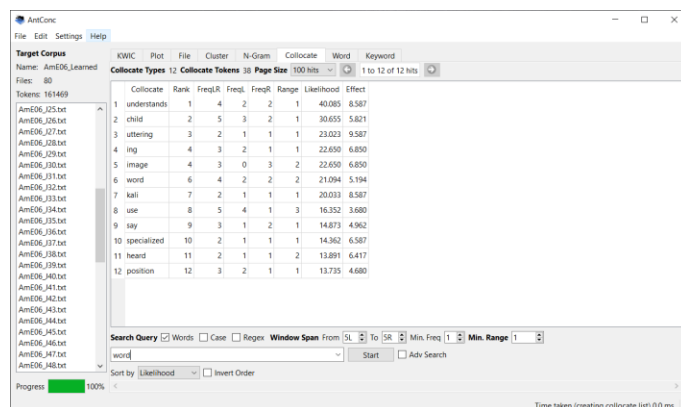 AntConc
File Edit Settings Help
Target Corpus
Name: AmE06_Learned
Files: 80
Tokens: 161469
AmE06_J25.txt
AmE06_J26.txt
AmE06_J27.txt
AmE06_J28.txt
AmE06_J29.txt
AmE06_J30.txt
AmE06_J31.txt
AmE06_J32.txt
AmE06_J33.txt
AmE06_J34.txt
AmE06_J35.txt
AmE06_J36.txt
AmE06_J37.txt
AmE06_J38.txt
AmE06_J39.txt
AmE06_J40.txt
AmE06_J41.txt
AmE06_J42.txt
AmE06_J43.txt
AmE06_J44.txt
AmE06_J45.txt
AmE06_J46.txt
AmE06_J47.txt
AmE06_J48.txt
Progress 100%
KWIC Plot File Cluster N-Gram Collocate Word Keyword
Collocate Types 12 Collocate Tokens 38 Page Size 100 hits 1 to 12 of 12 hits
Collocate Rank FreqLR FreqL FreqR Range Likelihood Effect
1 understands 1 4 2 2 1 40.085 8.587
2 child 2 5 3 2 1 30.655 5.821
3 uttering 3 2 1 1 1 23.023 9.587
4 ing 4 3 2 1 1 22.650 6.850
5 image 4 3 0 3 2 22.650 6.850
6 word 6 4 2 2 2 21.094 5.194
7 kali 7 2 1 1 1 20.033 8.587
8 use 8 5 4 1 3 16.352 3.680
9 say 9 3 1 2 1 14.873 4.962
10 specialized 10 2 1 1 1 14.362 6.587
11 heard 11 2 1 1 2 13.891 6.417
12 position 12 3 2 1 1 13.735 4.680
Search Query Words Case Regex Window Span From 5L To 5R Min. Freq 1 Min. Range 1
word Start Adv Search
Sort by Likelihood Invert Order
Time taken (creating collocate list) 0.0 ms